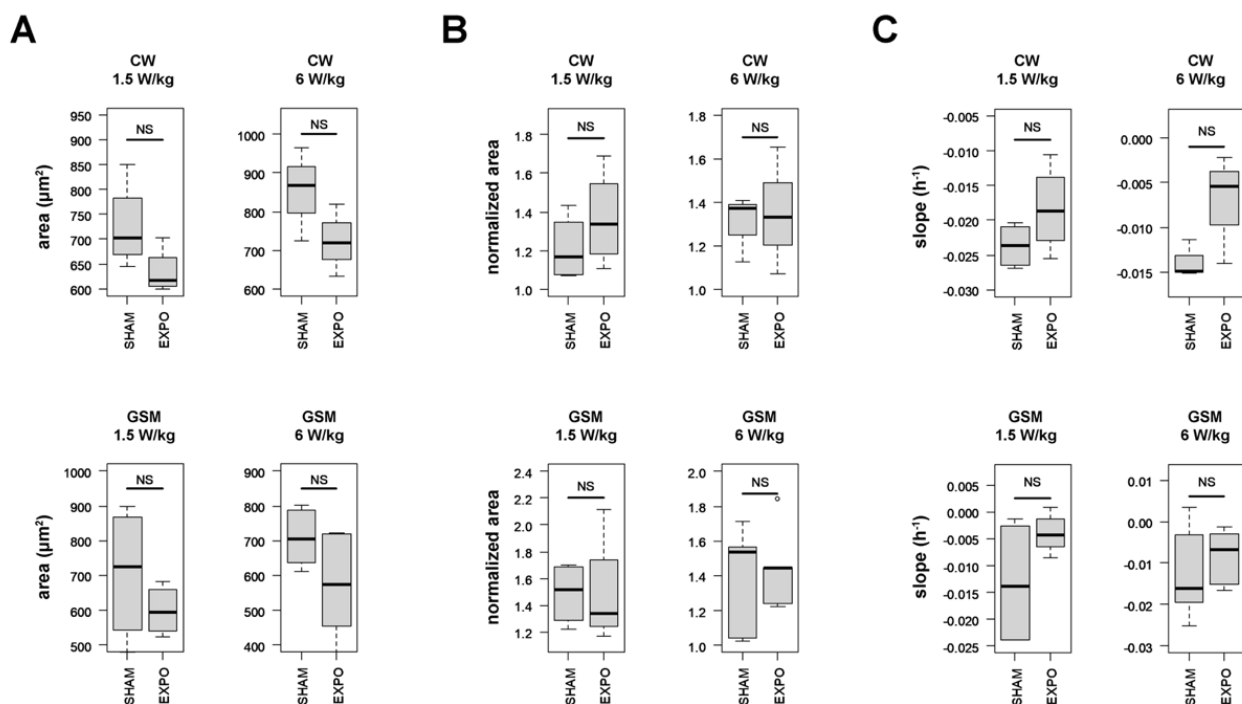 A
B
C
CW
1.5 W/kg
CW
6 W/kg
CW
1.5 W/kg
CW
6 W/kg
CW
1.5 W/kg
CW
6 W/kg
area (µm²)
950
900
850
800
750
700
650
600
NS
SHAM
EXPO
1000
900
800
700
600
NS
SHAM
EXPO
normalized area
1.8
1.6
1.4
1.2
1.0
NS
SHAM
EXPO
1.8
1.6
1.4
1.2
1.0
NS
SHAM
EXPO
slope (h⁻¹)
-0.005
-0.010
-0.015
-0.020
-0.025
-0.030
NS
SHAM
EXPO
0.000
-0.005
-0.010
-0.015
NS
SHAM
EXPO
GSM
1.5 W/kg
GSM
6 W/kg
GSM
1.5 W/kg
GSM
6 W/kg
GSM
1.5 W/kg
GSM
6 W/kg
area (µm²)
1000
900
800
700
600
500
NS
SHAM
EXPO
900
800
700
600
500
400
NS
SHAM
EXPO
normalized area
2.4
2.2
2.0
1.8
1.6
1.4
1.2
NS
SHAM
EXPO
2.0
1.8
1.6
1.4
1.2
1.0
NS
SHAM
EXPO
slope (h⁻¹)
0.005
0.000
-0.005
-0.010
-0.015
-0.020
-0.025
NS
SHAM
EXPO
0.01
0.00
-0.01
-0.02
-0.03
NS
SHAM
EXPO